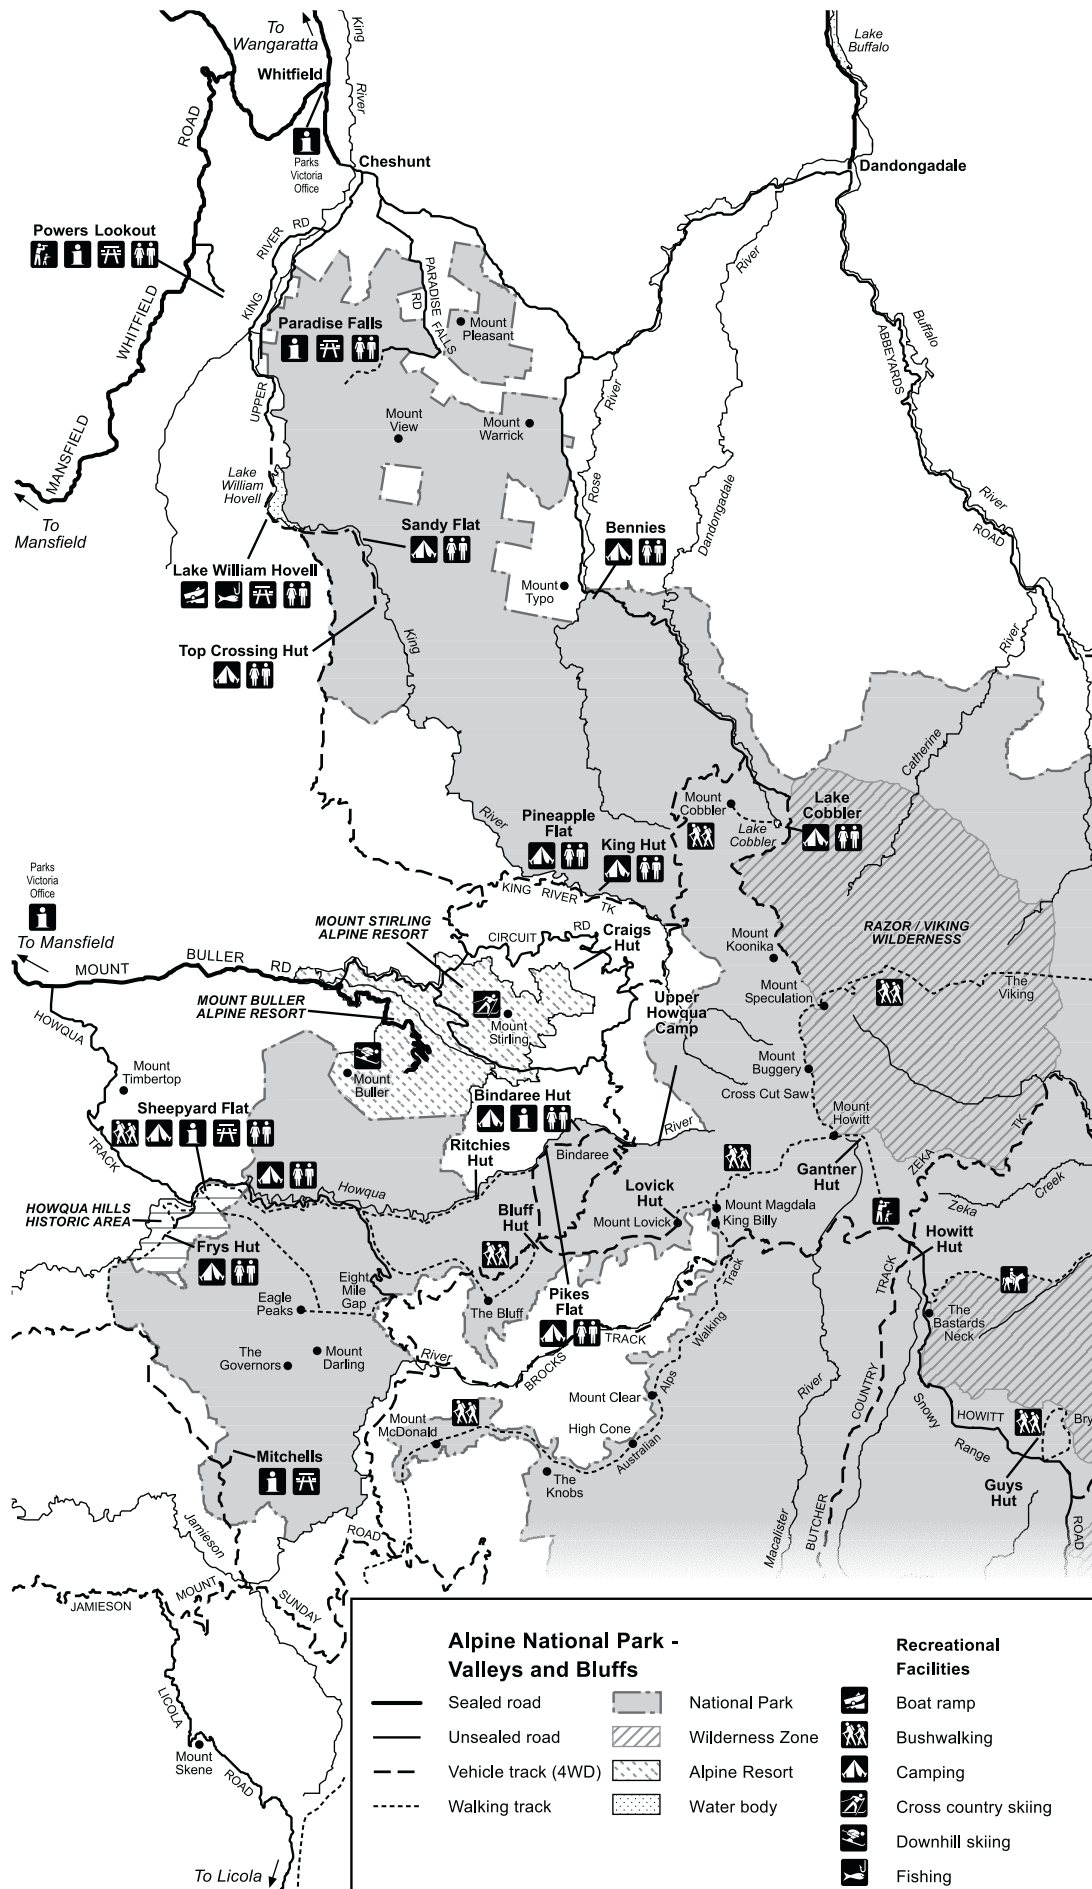 To
Wangaratta
King
River
Lake
Buffalo
Whitfield
ROAD
Parks
Victoria
Office
Cheshunt
Dandongadale
Powers Lookout
RIVER RD
KING
UPPER
WHITFIELD
MANSFIELD
PARADISE FALLS
RD
Paradise Falls
Mount
Pleasant
River
Buffalo
ABBEYARDS
River
ROAD
Mount
View
Mount
Warrick
River
Rose
Dandongadale
Lake
William
Hovell
To
Mansfield
Sandy Flat
Bennies
Lake William Hovell
Mount
Typo
Top Crossing Hut
King
River
River
Catherine
Mount
Cobbler
Lake
Cobbler
Lake
Cobbler
Pineapple
Flat
King Hut
KING RIVER TK
Parks
Victoria
Office
To Mansfield
MOUNT BULLER RD
MOUNT STIRLING
ALPINE RESORT
CIRCUIT RD
Craigs
Hut
Mount
Koonika
RAZOR / VIKING
WILDERNESS
The
Viking
Mount
Speculation
MOUNT BULLER
ALPINE RESORT
Mount
Stirling
Upper
Howqua
Camp
HOWQUA
TRACK
Mount
Timbertop
Mount
Buller
Mount
Buggery
Cross Cut Saw
Sheepyard Flat
Bindaree Hut
River
Mount
Howitt
Ritchies
Hut
Bindaree
Gantner
Hut
ZEKA
TK
Zeka
Creek
Howqua
HOWQUA HILLS
HISTORIC AREA
Lovick
Hut
Bluff
Hut
Mount Lovick
Mount Magdala
King Billy
Howitt
Hut
Frys Hut
Eight
Mile
Gap
Eagle
Peaks
The Bluff
Pikes
Flat
Track
Walking
Alps
Australian
TRACK
COUNTRY
BUTCHER
The
Bastards
Neck
The
Governors
Mount
Darling
River
BROCKS
TRACK
Mount Clear
River
Macalister
Snowy
Range
HOWITT
ROAD
Mount
McDonald
High Cone
Bry
Mitchells
The
Knobs
Guys
Hut
Jamieson
ROAD
MOUNT
JAMIESON
SUNDAY
LICOLA
ROAD
Mount
Skene
To Licola
Alpine National Park -
Valleys and Bluffs
Sealed road
Unsealed road
Vehicle track (4WD)
Walking track
National Park
Wilderness Zone
Alpine Resort
Water body
Recreational
Facilities
Boat ramp
Bushwalking
Camping
Cross country skiing
Downhill skiing
Fishing